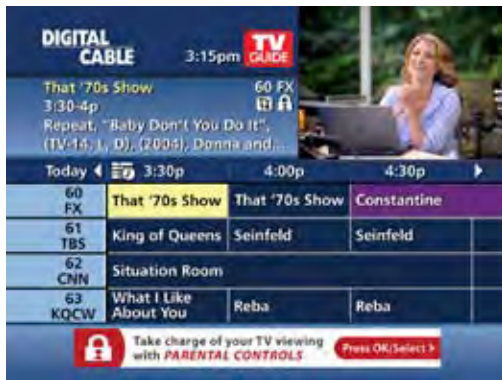 DIGITAL
CABLE
3:15pm
TV
GUIDE
That '70s Show 60 FX
3:30-4p
Repeat, "Baby Don't You
Do It",
(TV-14, L, D), (2004), Donna and...
Today 3:30p 4:00p 4:30p
60
FX
That '70s Show That '70s Show Constantine
61
TBS
King of Queens Seinfeld Seinfeld
62
CNN
Situation Room
63
KQCW
What I Like
About You
Reba Reba
Take charge of your TV viewing
with PARENTAL CONTROLS
Press OK/Select